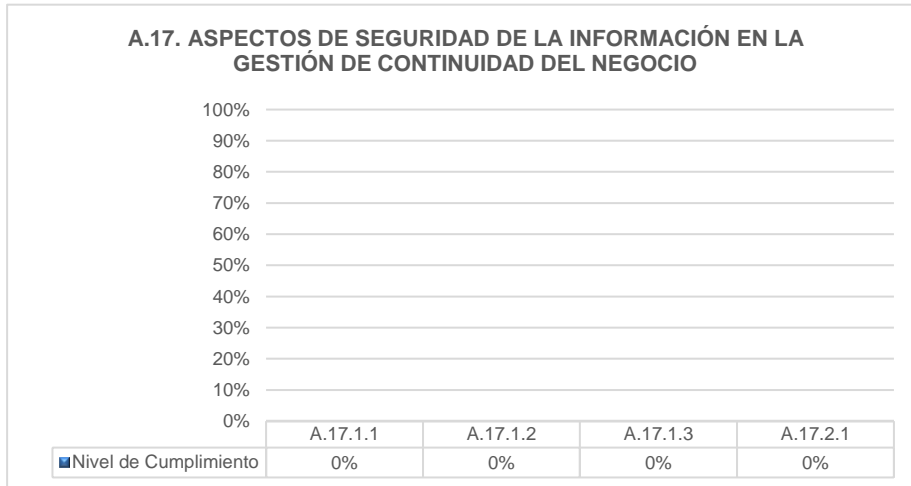 A.17. ASPECTOS DE SEGURIDAD DE LA INFORMACIÓN EN LA
GESTIÓN DE CONTINUIDAD DEL NEGOCIO
100%
90%
80%
70%
60%
50%
40%
30%
20%
10%
0%
A.17.1.1 A.17.1.2 A.17.1.3 A.17.2.1
Nivel de Cumplimiento 0% 0% 0% 0%